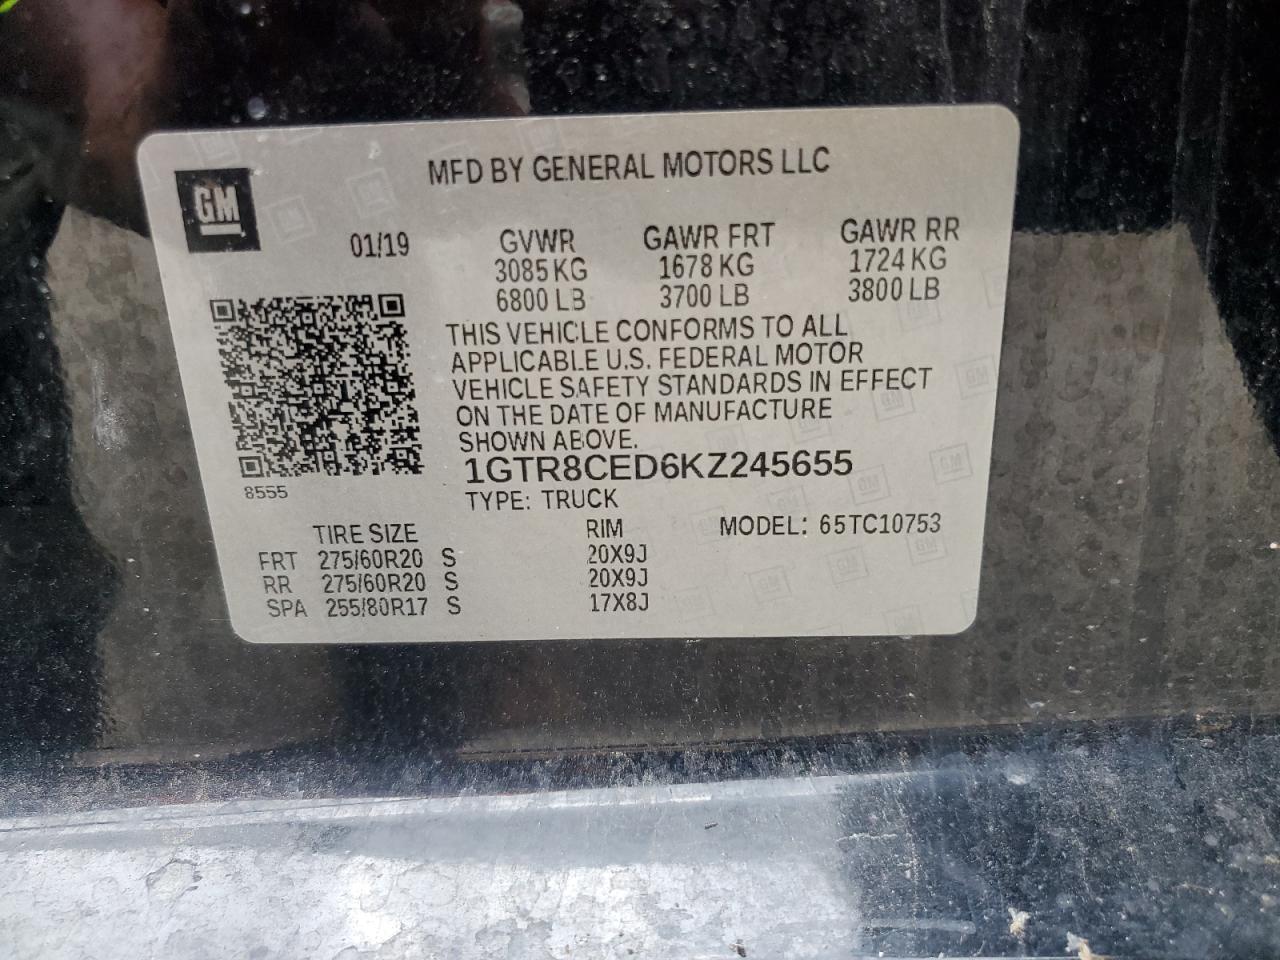 MFD BY GENERAL MOTORS LLC
GM
01/19 GVWR GAWR FRT GAWR RR
3085 KG 1678 KG 1724 KG
6800 LB 3700 LB 3800 LB
THIS VEHICLE CONFORMS TO ALL
APPLICABLE U.S. FEDERAL MOTOR
VEHICLE SAFETY STANDARDS IN EFFECT
ON THE DATE OF MANUFACTURE
SHOWN ABOVE.
1GTR8CED6KZ245655
8555
TYPE: TRUCK
TIRE SIZE RIM MODEL: 65TC10753
FRT 275/60R20 S 20X9J
RR 275/60R20 S 20X9J
SPA 255/80R17 S 17X8J